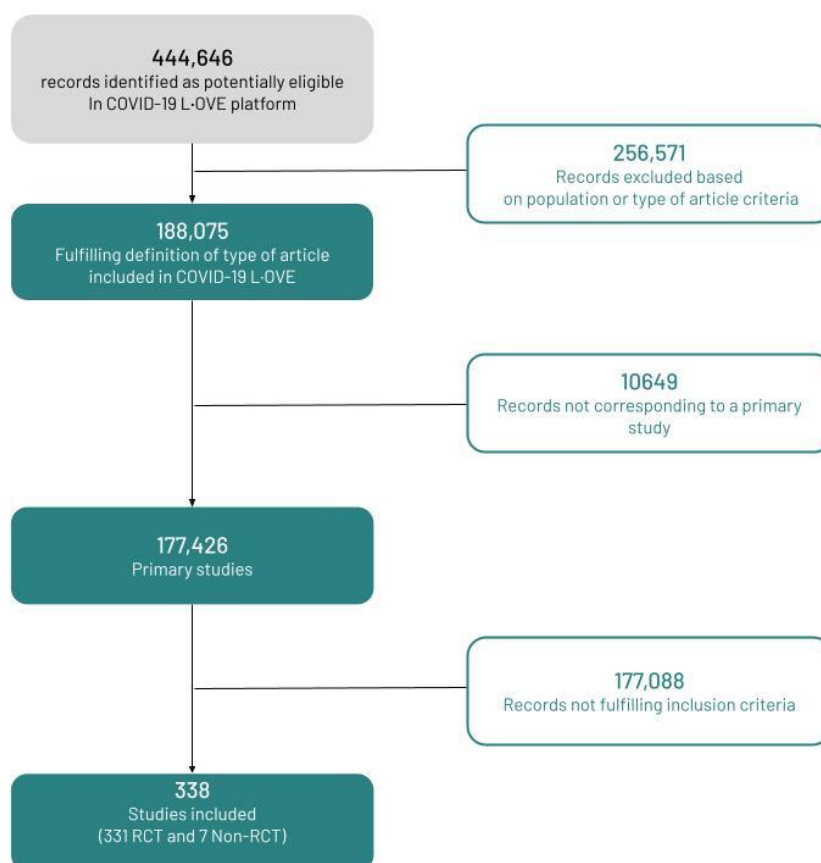 444,646
records identified as potentially eligible
In COVID-19 L·OVE platform
256,571
Records excluded based
on population or type of article criteria
188,075
Fulfilling definition of type of article
included in COVID-19 L·OVE
10649
Records not corresponding to a primary
study
177,426
Primary studies
177,088
Records not fulfilling inclusion criteria
338
Studies included
(331 RCT and 7 Non-RCT)